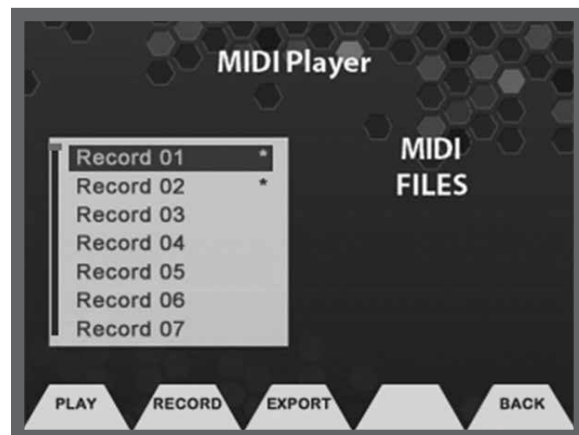 MIDI Player
Record 01 *
Record 02 *
Record 03
Record 04
Record 05
Record 06
Record 07
MIDI
FILES
PLAY
RECORD
EXPORT
BACK